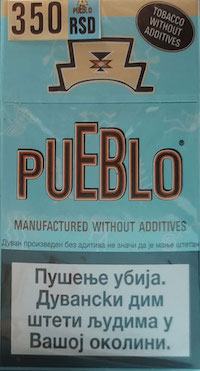 350 RSD
PUEBLO
TOBACCO
WITHOUT
ADDITIVES
PUEBLO®
MANUFACTURED WITHOUT ADDITIVES
Дуван произведен без адитива не значи да је мање штетан
Пушење убија.
Дувански дим
штети људима у
Вашој околини.